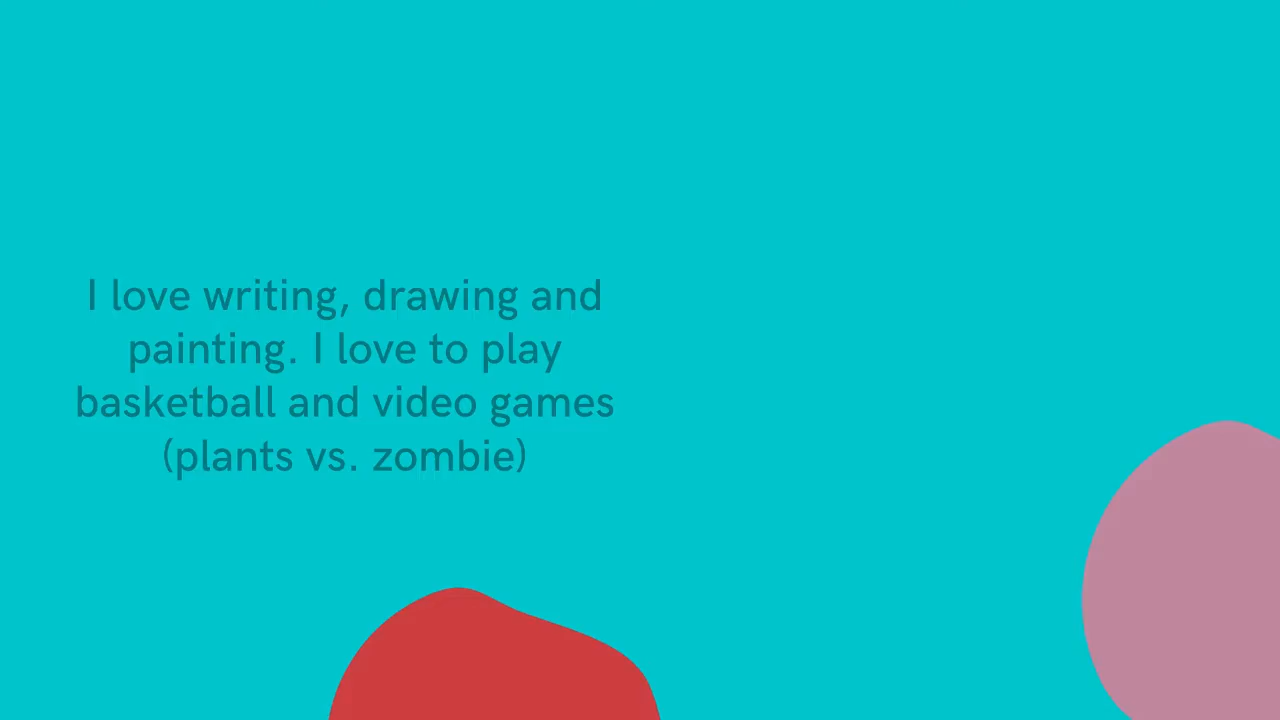 I love writing, drawing and
painting. I love to play
basketball and video games
(plants vs. zombie)